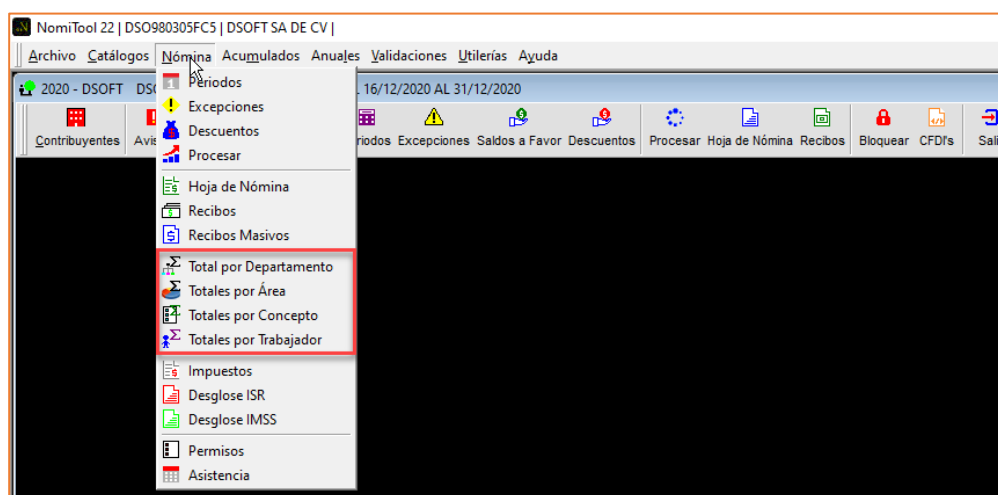 NomiTool 22 | DSO980305FC5 | DSOFT SA DE CV |
Archivo Catálogos Nómina Acumulados Anuales Validaciones Utilerías Ayuda
2020 - DSOFT 16/12/2020 AL 31/12/2020
Contribuyentes Excepciones Saldos a Favor Descuentos Procesar Hoja de Nómina Recibos Bloquear CFDI's
Periodos
Excepciones
Descuentos
Procesar
Hoja de Nómina
Recibos
Recibos Masivos
Total por Departamento
Totales por Área
Totales por Concepto
Totales por Trabajador
Impuestos
Desglose ISR
Desglose IMSS
Permisos
Asistencia